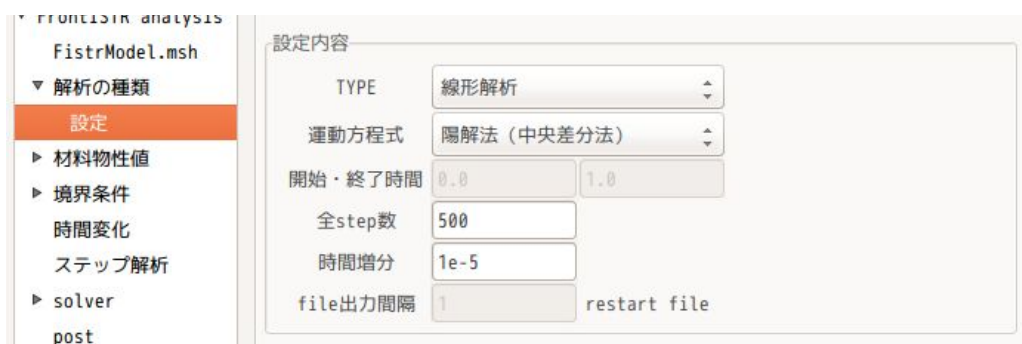 FrontISTR analysis
FistrModel.msh
解析の種類
設定
材料物性値
境界条件
時間変化
ステップ解析
solver
post
設定内容
TYPE 線形解析
運動方程式 陽解法（中央差分法）
開始・終了時間 0.0 1.0
全step数 500
時間増分 1e-5
file出力間隔 1 restart file